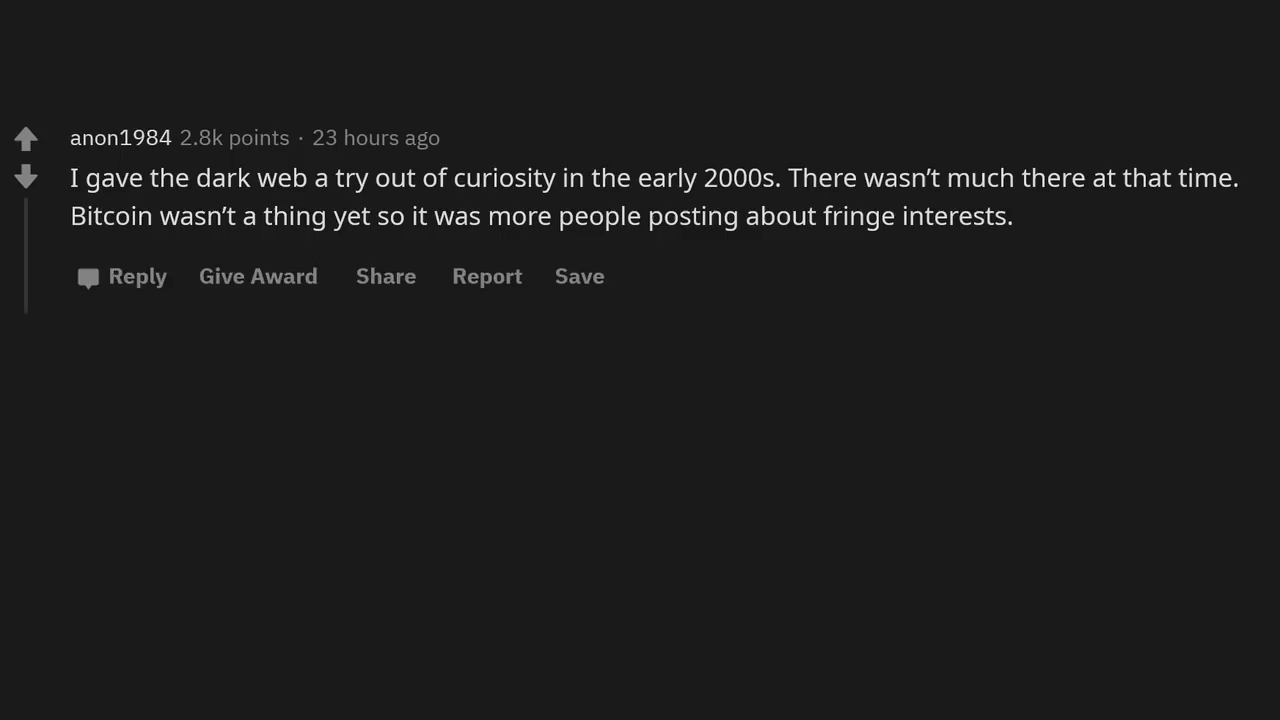 anon1984 2.8k points · 23 hours ago
I gave the dark web a try out of curiosity in the early 2000s. There wasn’t much there at that time.
Bitcoin wasn’t a thing yet so it was more people posting about fringe interests.
Reply Give Award Share Report Save